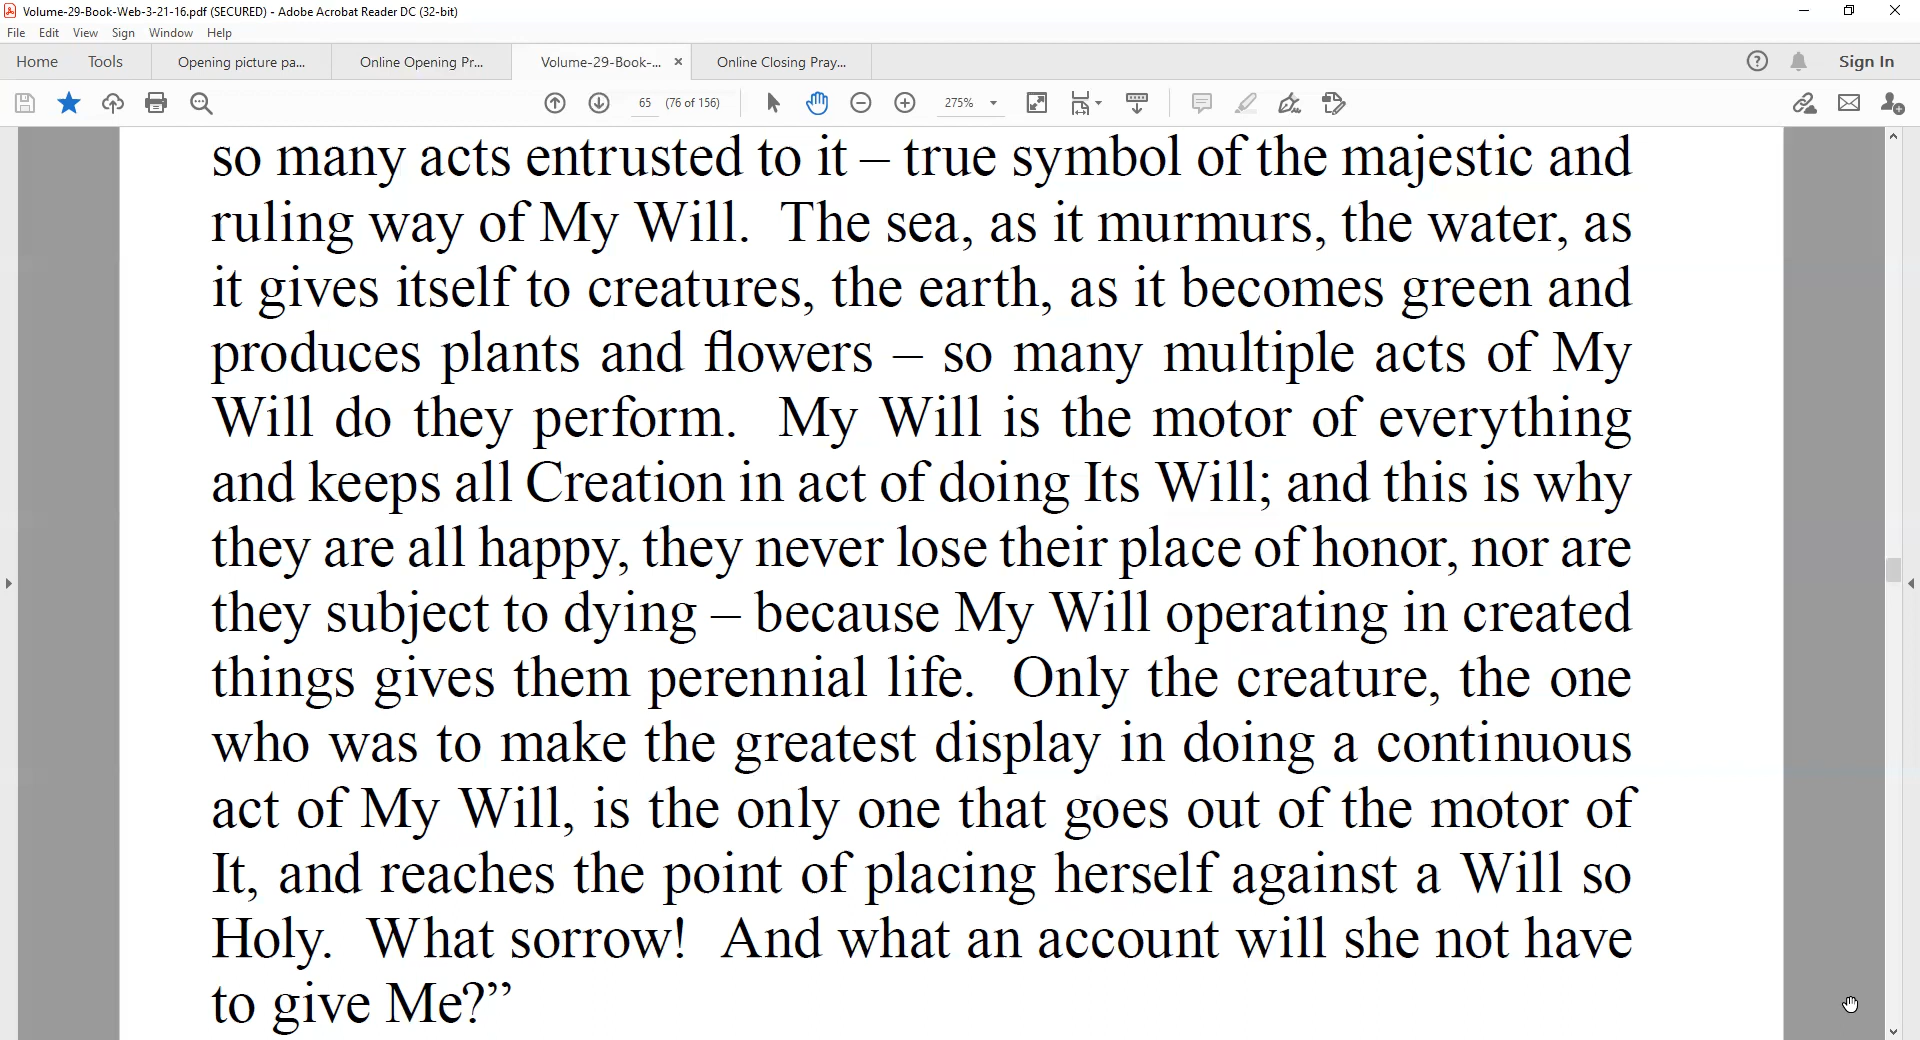 Volume-29-Book-Web-3-21-16.pdf (SECURED) - Adobe Acrobat Reader DC (32-bit)
File Edit View Sign Window Help
Home Tools Opening picture pa... Online Opening Pr... Volume-29-Book-... × Online Closing Pray... Sign In
65 (76 of 156) 275%
so many acts entrusted to it – true symbol of the majestic and
ruling way of My Will. The sea, as it murmurs, the water, as
it gives itself to creatures, the earth, as it becomes green and
produces plants and flowers – so many multiple acts of My
Will do they perform. My Will is the motor of everything
and keeps all Creation in act of doing Its Will; and this is why
they are all happy, they never lose their place of honor, nor are
they subject to dying – because My Will operating in created
things gives them perennial life. Only the creature, the one
who was to make the greatest display in doing a continuous
act of My Will, is the only one that goes out of the motor of
It, and reaches the point of placing herself against a Will so
Holy. What sorrow! And what an account will she not have
to give Me?”